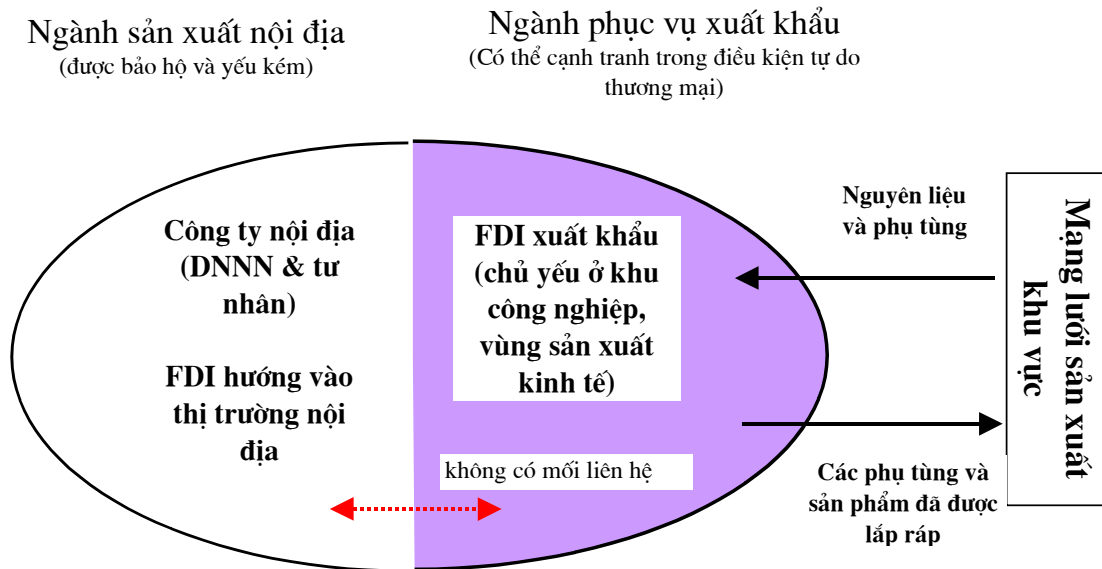 Ngành sản xuất nội địa
(được bảo hộ và yếu kém)
Ngành phục vụ xuất khẩu
(Có thể cạnh tranh trong điều kiện tự do
thương mại)
Công ty nội địa
(DNNN & tư
nhân)
FDI hướng vào
thị trường nội
địa
FDI xuất khẩu
(chủ yếu ở khu
công nghiệp,
vùng sản xuất
kinh tế)
không có mối liên hệ
Nguyên liệu
và phụ tùng
Các phụ tùng và
sản phẩm đã được
lắp ráp
Mạng lưới sản xuất
khu vực